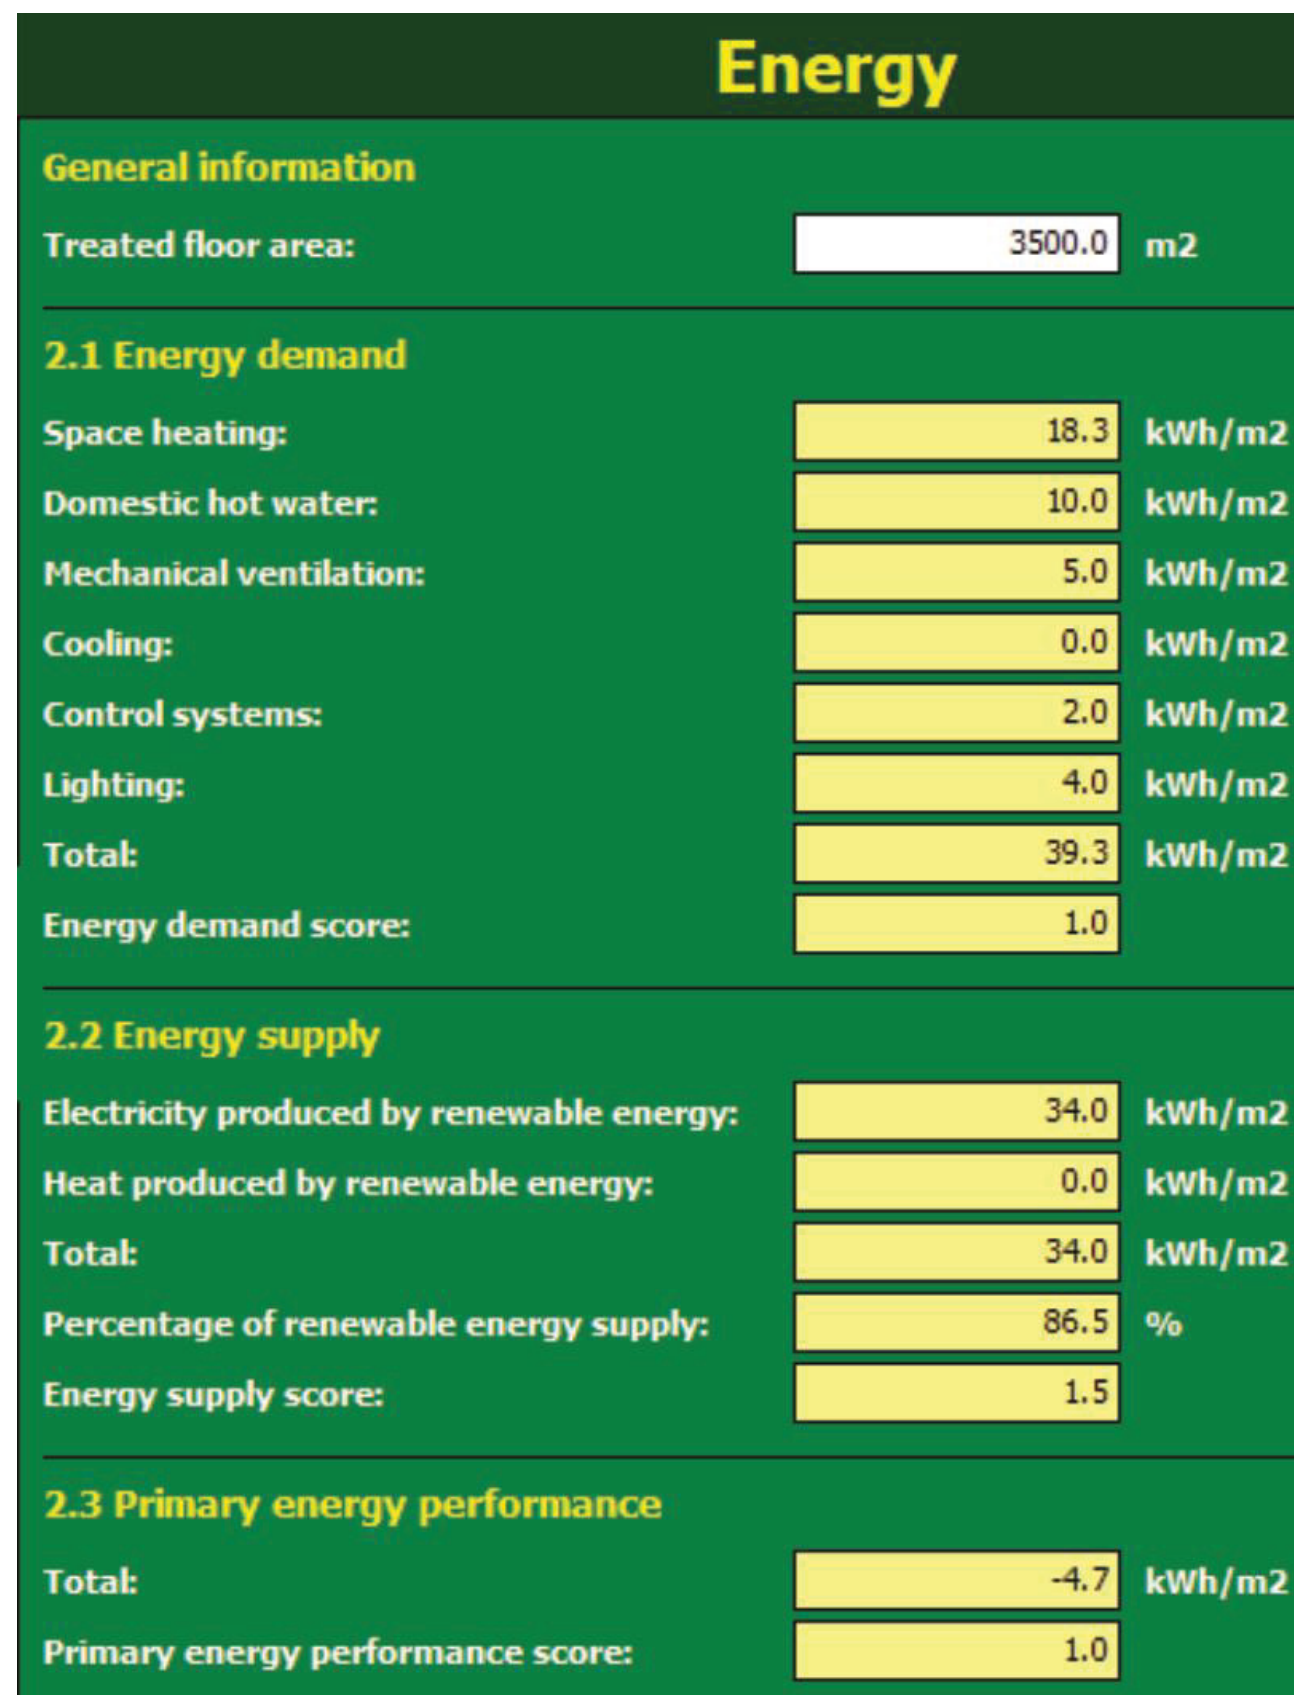 Energy
General information
Treated floor area: 3500.0 m2
2.1 Energy demand
Space heating: 18.3 kWh/m2
Domestic hot water: 10.0 kWh/m2
Mechanical ventilation: 5.0 kWh/m2
Cooling: 0.0 kWh/m2
Control systems: 2.0 kWh/m2
Lighting: 4.0 kWh/m2
Total: 39.3 kWh/m2
Energy demand score: 1.0
2.2 Energy supply
Electricity produced by renewable energy: 34.0 kWh/m2
Heat produced by renewable energy: 0.0 kWh/m2
Total: 34.0 kWh/m2
Percentage of renewable energy supply: 86.5 %
Energy supply score: 1.5
2.3 Primary energy performance
Total: -4.7 kWh/m2
Primary energy performance score: 1.0